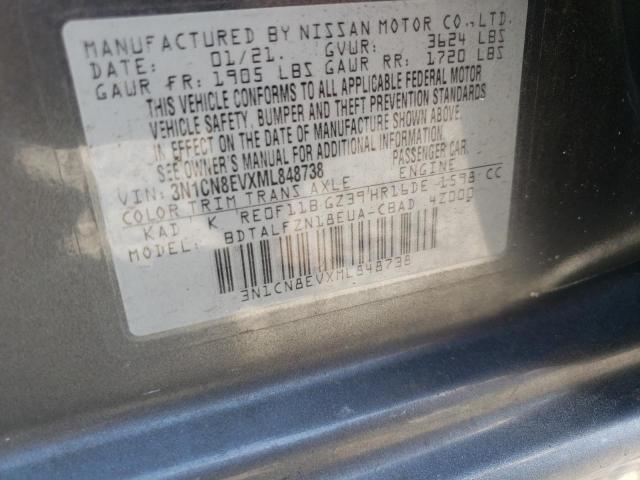 MANUFACTURED BY NISSAN MOTOR CO., LTD.
DATE: 01/21. GVWR: 3624 LBS
GAWR FR: 1905 LBS GAWR RR: 1720 LBS
THIS VEHICLE CONFORMS TO ALL APPLICABLE FEDERAL MOTOR
VEHICLE SAFETY, BUMPER AND THEFT PREVENTION STANDARDS
IN EFFECT ON THE DATE OF MANUFACTURE SHOWN ABOVE.
SEE OWNER'S MANUAL FOR ADDITIONAL INFORMATION.
VIN: 3N1CN8EVXML848738 PASSENGER CAR
COLOR TRIM TRANS AXLE ENGINE
KAD K RE0F11B GZ39 HR16DE 1598 CC
MODEL: BDTALFZN18EUA-CBAD 4Z000
3N1CN8EVXML848738